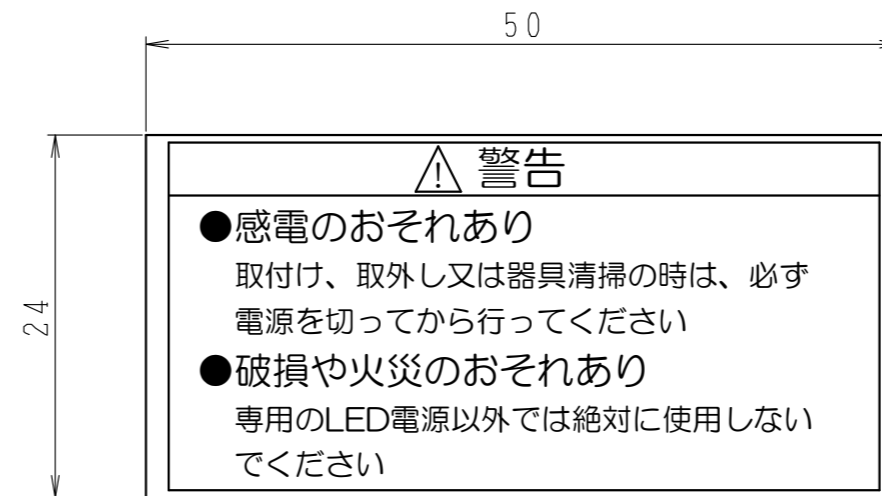 50
⚠ 警告
●感電のおそれあり
取付け、取外し又は器具清掃の時は、必ず
電源を切ってから行ってください
24
●破損や火災のおそれあり
専用のLED電源以外では絶対に使用しない
でください